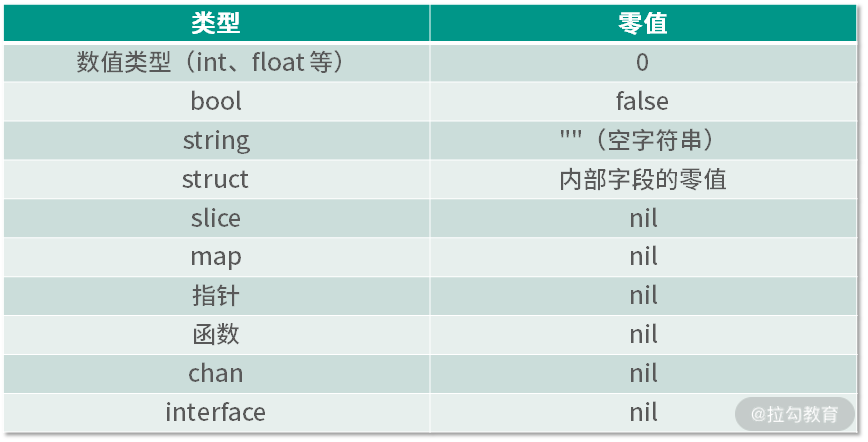 类型 零值
数值类型（int、float 等） 0
bool false
string ""（空字符串）
struct 内部字段的零值
slice nil
map nil
指针 nil
函数 nil
chan nil
interface nil
@拉勾教育